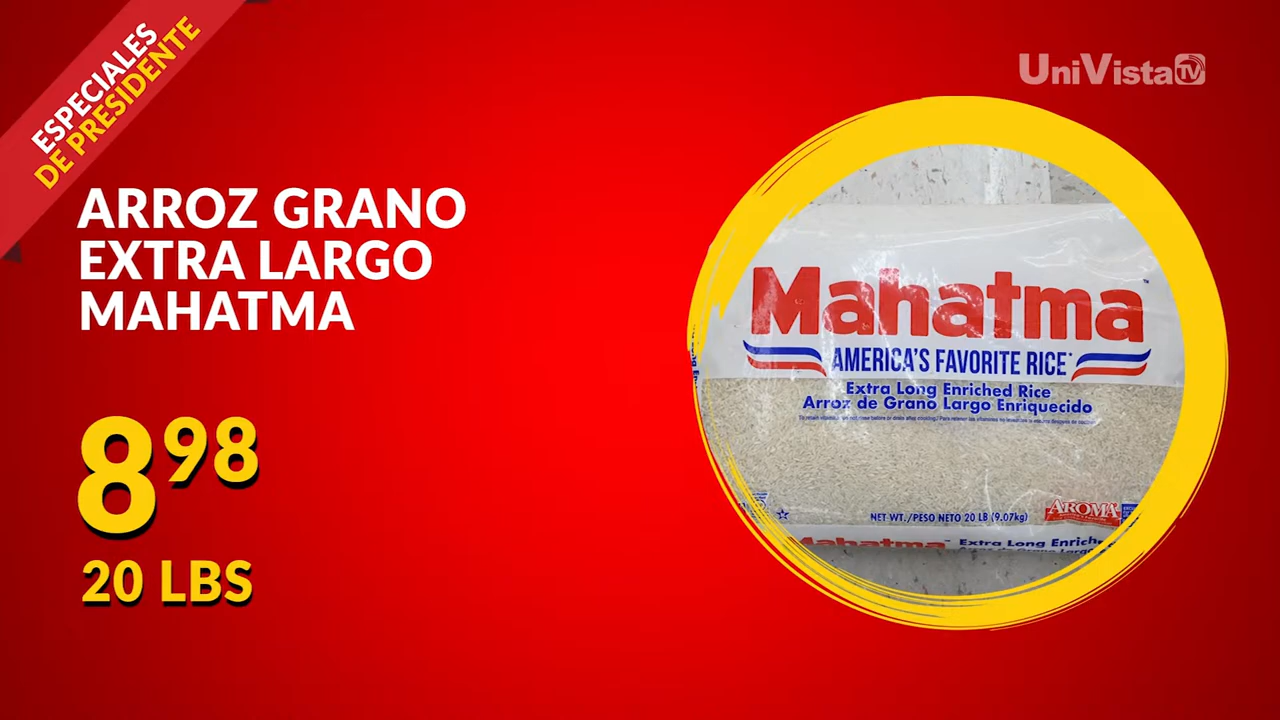 ESPECIALES
DE PRESIDENTE
UniVista TV
ARROZ GRANO
EXTRA LARGO
MAHATMA
8 98
20 LBS
Mahatma™
AMERICA'S FAVORITE RICE*
Extra Long Enriched Rice
Arroz de Grano Largo Enriquecido
NET WT./PESO NETO 20 LB (9.07kg)
AROMA
Mahatma
Extra Long Enrich